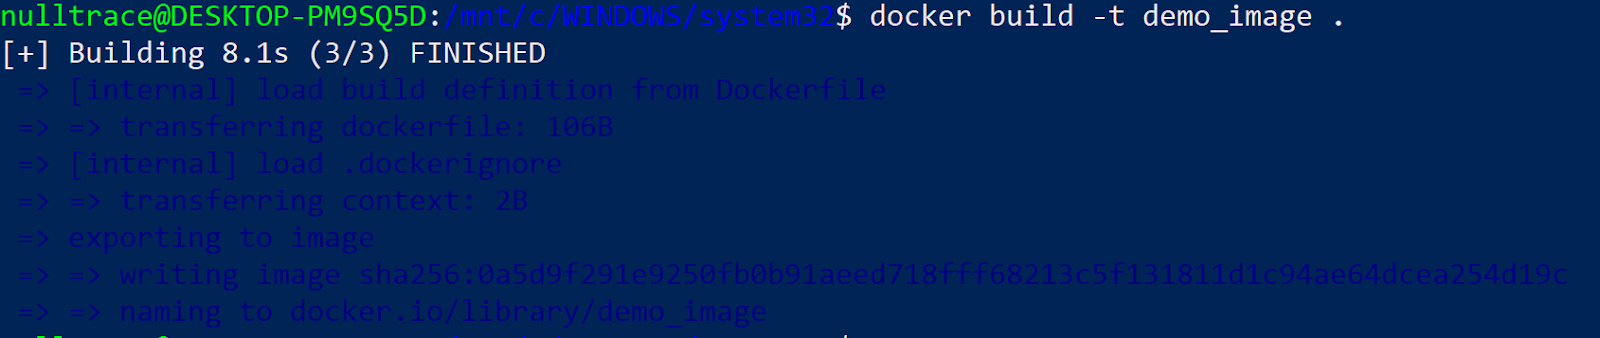 nulltrace@DESKTOP-PM9SQ5D:/mnt/c/WINDOWS/system32$ docker build -t demo_image .
[+] Building 8.1s (3/3) FINISHED
=> [internal] load build definition from Dockerfile
=> => transferring dockerfile: 106B
=> [internal] load .dockerignore
=> => transferring context: 2B
=> exporting to image
=> => writing image sha256:0a5d9f291e9250fb0b91aeed718fff68213c5f131811d1c94ae64dcea254d19c
=> => naming to docker.io/library/demo_image